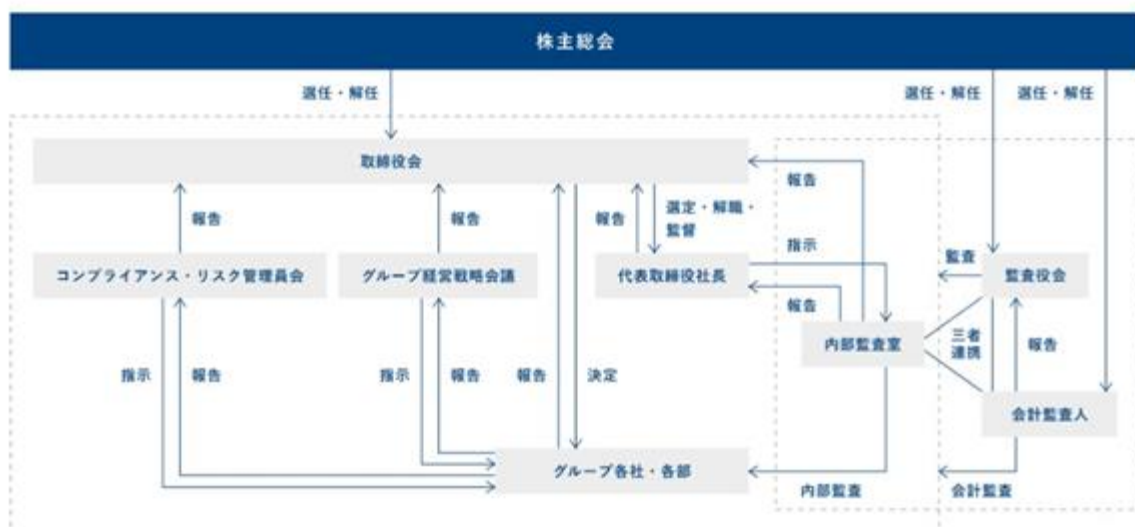 株主総会
選任・解任
選任・解任
選任・解任
取締役会
報告
報告
報告
選定・解職・
監督
報告
指示
監査
コンプライアンス・リスク管理員会
グループ経営戦略会議
代表取締役社長
監査役会
報告
内部監査室
三者
連携
報告
指示
報告
指示
報告
報告
決定
会計監査人
グループ各社・各部
内部監査
会計監査